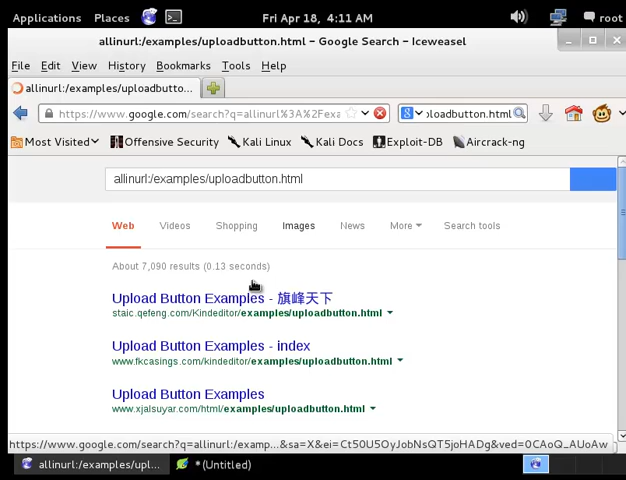 Applications Places Fri Apr 18, 4:11 AM root
allinurl:/examples/uploadbutton.html - Google Search - Iceweasel
File Edit View History Bookmarks Tools Help
allinurl:/examples/uploadbutto...
https://www.google.com/search?q=allinurl%3A%2Fexa loadbutton.html
Most Visited Offensive Security Kali Linux Kali Docs Exploit-DB Aircrack-ng
allinurl:/examples/uploadbutton.html
Web Videos Shopping Images News More Search tools
About 7,090 results (0.13 seconds)
Upload Button Examples - 旗峰天下
staic.qefeng.com/Kindeditor/examples/uploadbutton.html
Upload Button Examples - index
www.fkcasings.com/kindeditor/examples/uploadbutton.html
Upload Button Examples
www.xjalsuyar.com/html/examples/uploadbutton.html
https://www.google.com/search?q=allinurl:/examp...&sa=X&ei=Ct50U5OyJobNsQT5joHADg&ved=0CAoQ_AUoAw
allinurl:/examples/upl... *(Untitled)